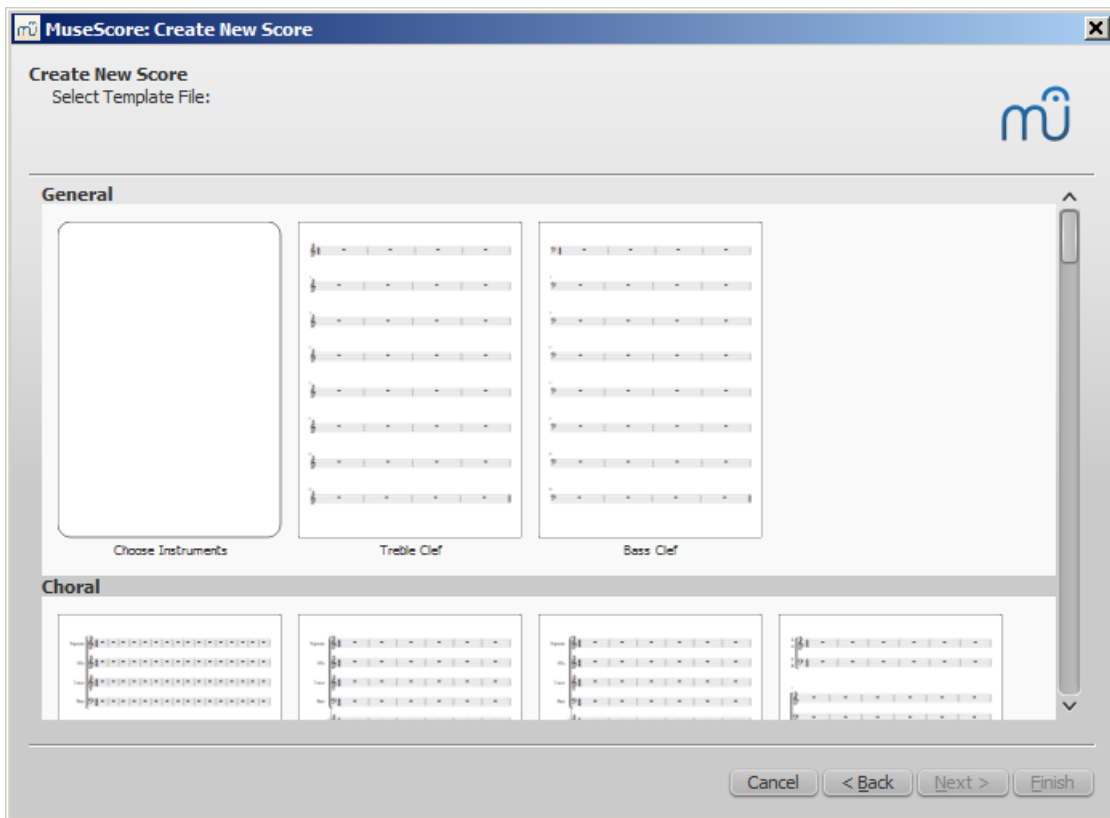 MuseScore: Create New Score
Create New Score
Select Template File:
General
Choose Instruments
Treble Clef
Bass Clef
Choral
Cancel
< Back
Next >
Finish